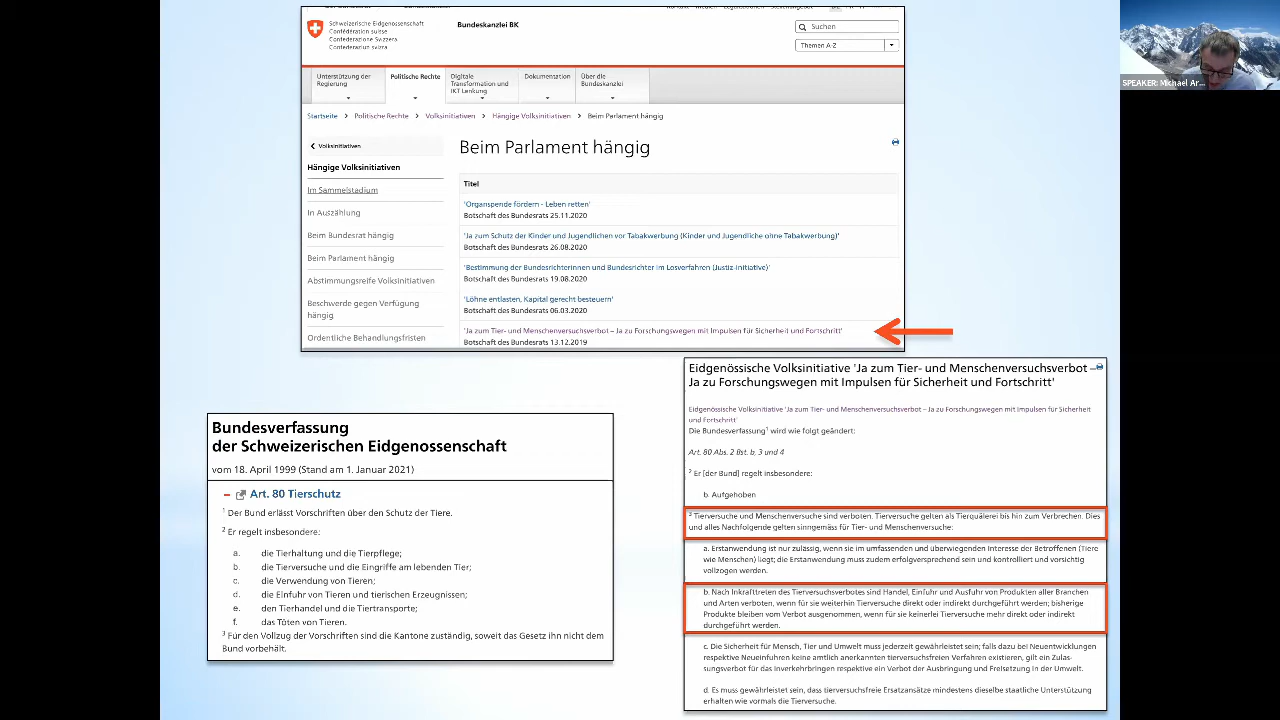 Schweizerische Eidgenossenschaft
Confédération suisse
Confederazione Svizzera
Confederaziun svizra
Bundeskanzlei BK
Suchen
Themen A-Z
Unterstützung der
Regierung
Politische Rechte
Digitale
Transformation und
IKT Lenkung
Dokumentation
Über die
Bundeskanzlei
Startseite > Politische Rechte > Volksinitiativen > Hängige Volksinitiativen > Beim Parlament hängig
Volksinitiativen
Hängige Volksinitiativen
Im Sammelstadium
In Auszählung
Beim Bundesrat hängig
Beim Parlament hängig
Abstimmungsreife Volksinitiativen
Beschwerde gegen Verfügung
hängig
Ordentliche Behandlungsfristen
Beim Parlament hängig
Titel
'Organspende fördern - Leben retten'
Botschaft des Bundesrats 25.11.2020
'Ja zum Schutz der Kinder und Jugendlichen vor Tabakwerbung (Kinder und Jugendliche ohne Tabakwerbung)'
Botschaft des Bundesrats 26.08.2020
'Bestimmung der Bundesrichterinnen und Bundesrichter im Losverfahren (Justiz-Initiative)'
Botschaft des Bundesrats 19.08.2020
'Löhne entlasten, Kapital gerecht besteuern'
Botschaft des Bundesrats 06.03.2020
'Ja zum Tier- und Menschenversuchsverbot – Ja zu Forschungswegen mit Impulsen für Sicherheit und Fortschritt'
Botschaft des Bundesrats 13.12.2019
SPEAKER: Michael Ar...
Bundesverfassung
der Schweizerischen Eidgenossenschaft
vom 18. April 1999 (Stand am 1. Januar 2021)
Art. 80 Tierschutz
1 Der Bund erlässt Vorschriften über den Schutz der Tiere.
2 Er regelt insbesondere:
a. die Tierhaltung und die Tierpflege;
b. die Tierversuche und die Eingriffe am lebenden Tier;
c. die Verwendung von Tieren;
d. die Einfuhr von Tieren und tierischen Erzeugnissen;
e. den Tierhandel und die Tiertransporte;
f. das Töten von Tieren.
3 Für den Vollzug der Vorschriften sind die Kantone zuständig, soweit das Gesetz ihn nicht dem
Bund vorbehält.
Eidgenössische Volksinitiative 'Ja zum Tier- und Menschenversuchsverbot –
Ja zu Forschungswegen mit Impulsen für Sicherheit und Fortschritt'
Eidgenössische Volksinitiative 'Ja zum Tier- und Menschenversuchsverbot – Ja zu Forschungswegen mit Impulsen für Sicherheit
und Fortschritt'
Die Bundesverfassung1 wird wie folgt geändert:
Art. 80 Abs. 2 Bst. b, 3 und 4
2 Er [der Bund] regelt insbesondere:
b. Aufgehoben
3 Tierversuche und Menschenversuche sind verboten. Tierversuche gelten als Tierquälerei bis hin zum Verbrechen. Dies
und alles Nachfolgende gelten sinngemäss für Tier- und Menschenversuche:
a. Erstanwendung ist nur zulässig, wenn sie im umfassenden und überwiegenden Interesse der Betroffenen (Tiere
wie Menschen) liegt; die Erstanwendung muss zudem erfolgversprechend sein und kontrolliert und vorsichtig
vollzogen werden.
b. Nach Inkrafttreten des Tierversuchsverbotes sind Handel, Einfuhr und Ausfuhr von Produkten aller Branchen
und Arten verboten, wenn für sie weiterhin Tierversuche direkt oder indirekt durchgeführt werden; bisherige
Produkte bleiben vom Verbot ausgenommen, wenn für sie keinerlei Tierversuche mehr direkt oder indirekt
durchgeführt werden.
c. Die Sicherheit für Mensch, Tier und Umwelt muss jederzeit gewährleistet sein; falls dazu bei Neuentwicklungen
respektive Neueinfuhren keine amtlich anerkannten tierversuchsfreien Verfahren existieren, gilt ein Zulas-
sungsverbot für das Inverkehrbringen respektive ein Verbot der Ausbringung und Freisetzung in der Umwelt.
d. Es muss gewährleistet sein, dass tierversuchsfreie Ersatzansätze mindestens dieselbe staatliche Unterstützung
erhalten wie vormals die Tierversuche.